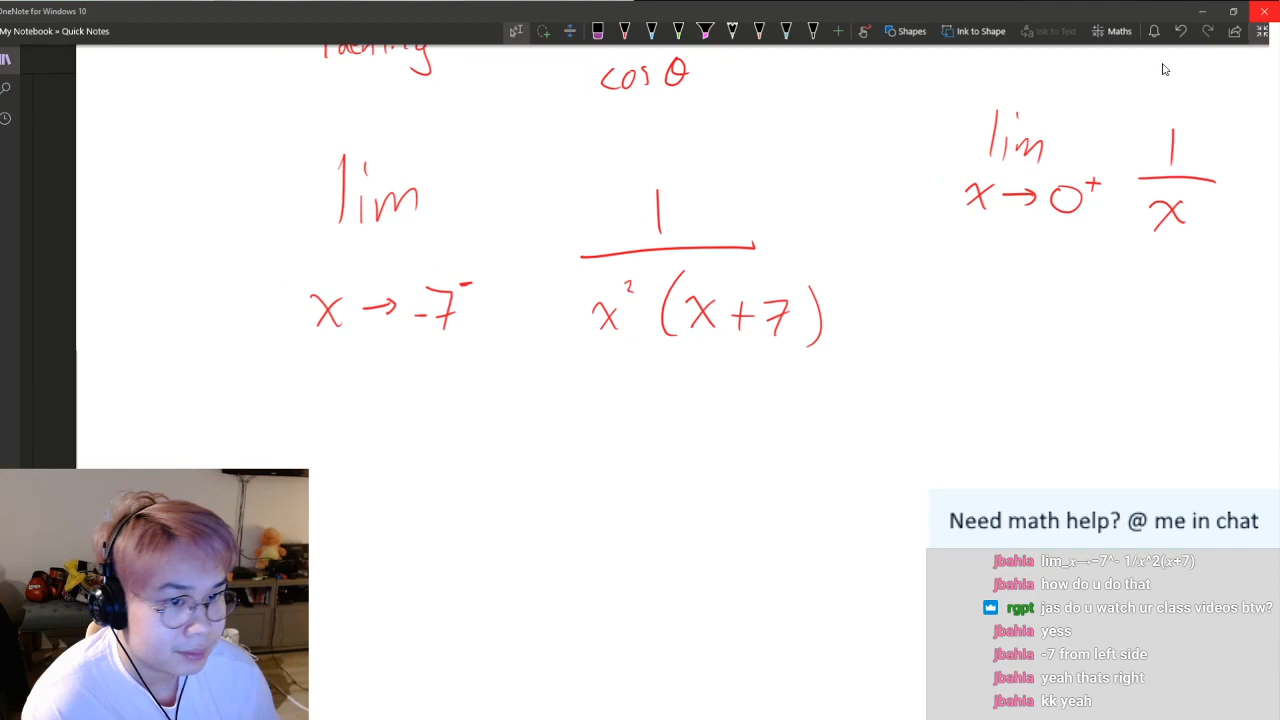 OneNote for Windows 10
My Notebook » Quick Notes
Shapes
Ink to Shape
Ink to Text
Maths
cos θ
lim
x → 0⁺
1
x
lim
x → -7⁻
1
x² (x + 7)
Need math help? @ me in chat
jbahia lim_x→−7^- 1/x^2(x+7)
jbahia how do u do that
rgpt jas do u watch ur class videos btw?
jbahia yess
jbahia -7 from left side
jbahia yeah thats right
jbahia kk yeah